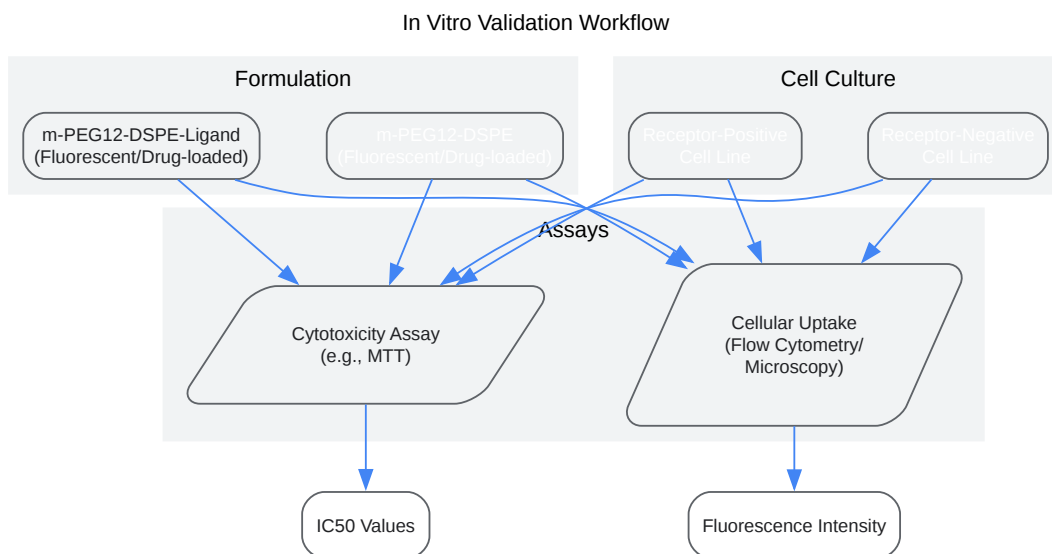 In Vitro Validation Workflow
Formulation
Cell Culture
m-PEG12-DSPE-Ligand
(Fluorescent/Drug-loaded)
m-PEG12-DSPE
(Fluorescent/Drug-loaded)
Receptor-Positive
Cell Line
Receptor-Negative
Cell Line
Assays
Cytotoxicity Assay
(e.g., MTT)
Cellular Uptake
(Flow Cytometry/
Microscopy)
IC50 Values
Fluorescence Intensity